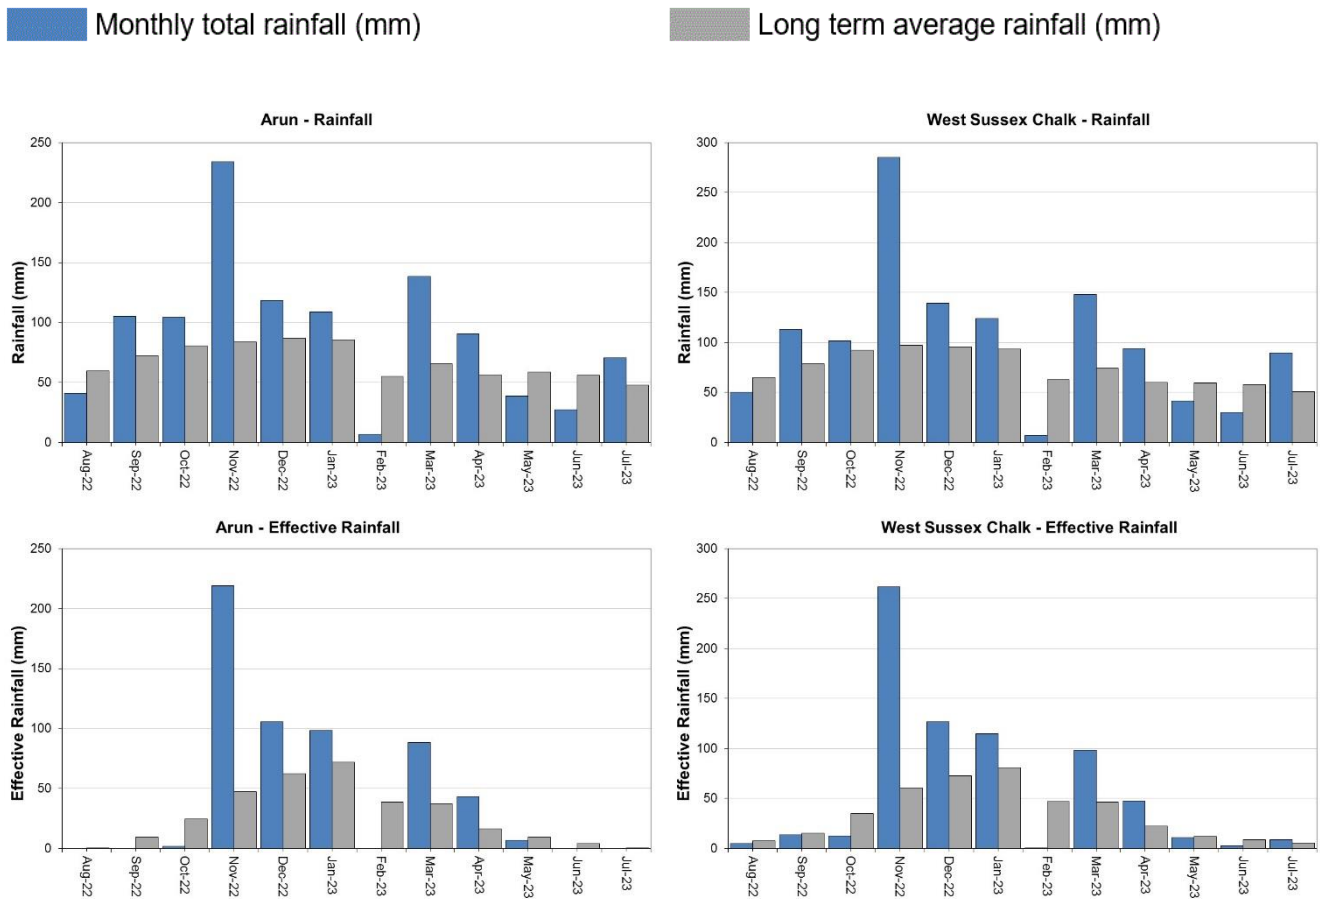 Monthly total rainfall (mm)
Long term average rainfall (mm)
Arun - Rainfall
Rainfall (mm)
250
200
150
100
50
0
Aug-22
Sep-22
Oct-22
Nov-22
Dec-22
Jan-23
Feb-23
Mar-23
Apr-23
May-23
Jun-23
Jul-23
West Sussex Chalk - Rainfall
Rainfall (mm)
300
250
200
150
100
50
0
Aug-22
Sep-22
Oct-22
Nov-22
Dec-22
Jan-23
Feb-23
Mar-23
Apr-23
May-23
Jun-23
Jul-23
Arun - Effective Rainfall
Effective Rainfall (mm)
250
200
150
100
50
0
Aug-22
Sep-22
Oct-22
Nov-22
Dec-22
Jan-23
Feb-23
Mar-23
Apr-23
May-23
Jun-23
Jul-23
West Sussex Chalk - Effective Rainfall
Effective Rainfall (mm)
300
250
200
150
100
50
0
Aug-22
Sep-22
Oct-22
Nov-22
Dec-22
Jan-23
Feb-23
Mar-23
Apr-23
May-23
Jun-23
Jul-23